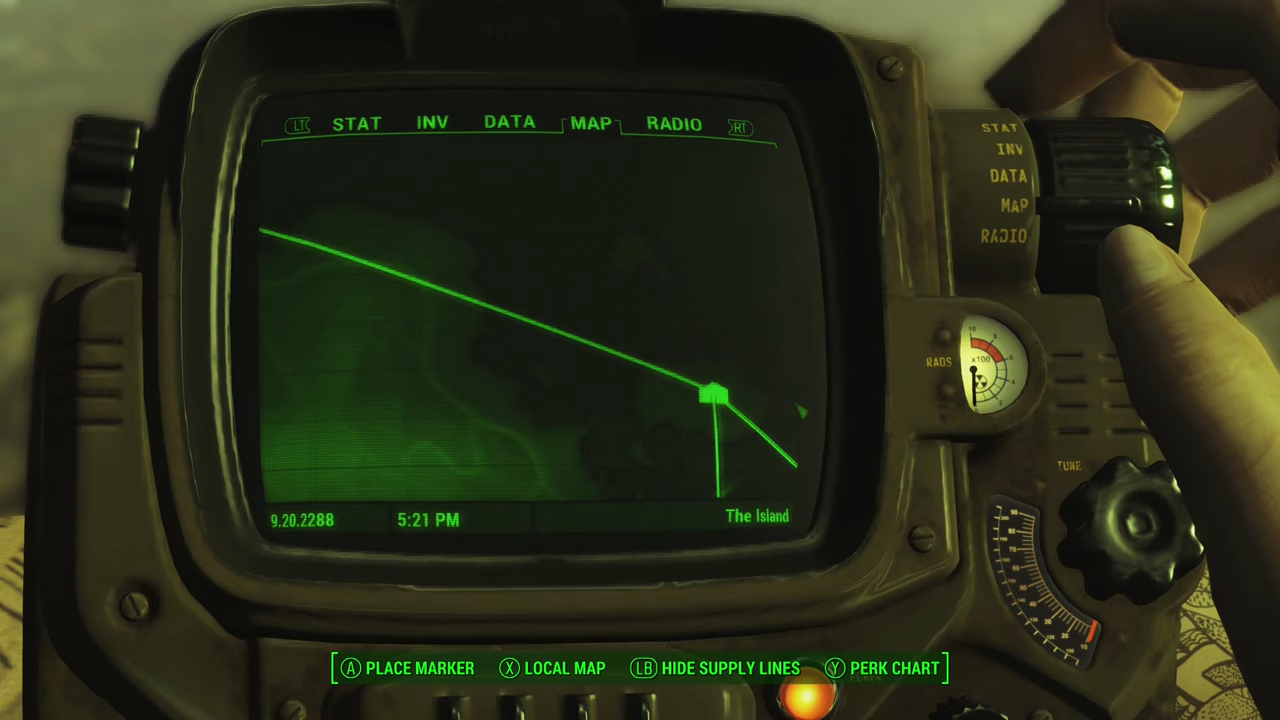 LT STAT INV DATA MAP RADIO RT
STAT
INV
DATA
MAP
RADIO
RADS
x100
TUNE
9.20.2288 5:21 PM The Island
A PLACE MARKER X LOCAL MAP LB HIDE SUPPLY LINES Y PERK CHART